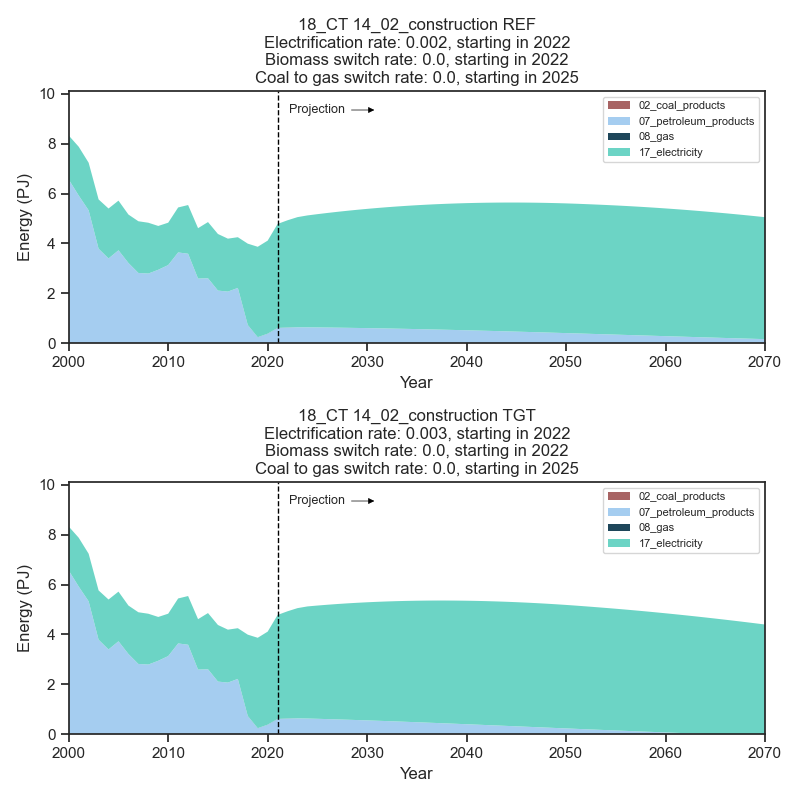 18_CT 14_02_construction REF
Electrification rate: 0.002, starting in 2022
Biomass switch rate: 0.0, starting in 2022
Coal to gas switch rate: 0.0, starting in 2025
10
8
6
4
2
0
Energy (PJ)
Projection
02_coal_products
07_petroleum_products
08_gas
17_electricity
2000 2010 2020 2030 2040 2050 2060 2070
Year
18_CT 14_02_construction TGT
Electrification rate: 0.003, starting in 2022
Biomass switch rate: 0.0, starting in 2022
Coal to gas switch rate: 0.0, starting in 2025
10
8
6
4
2
0
Energy (PJ)
Projection
02_coal_products
07_petroleum_products
08_gas
17_electricity
2000 2010 2020 2030 2040 2050 2060 2070
Year